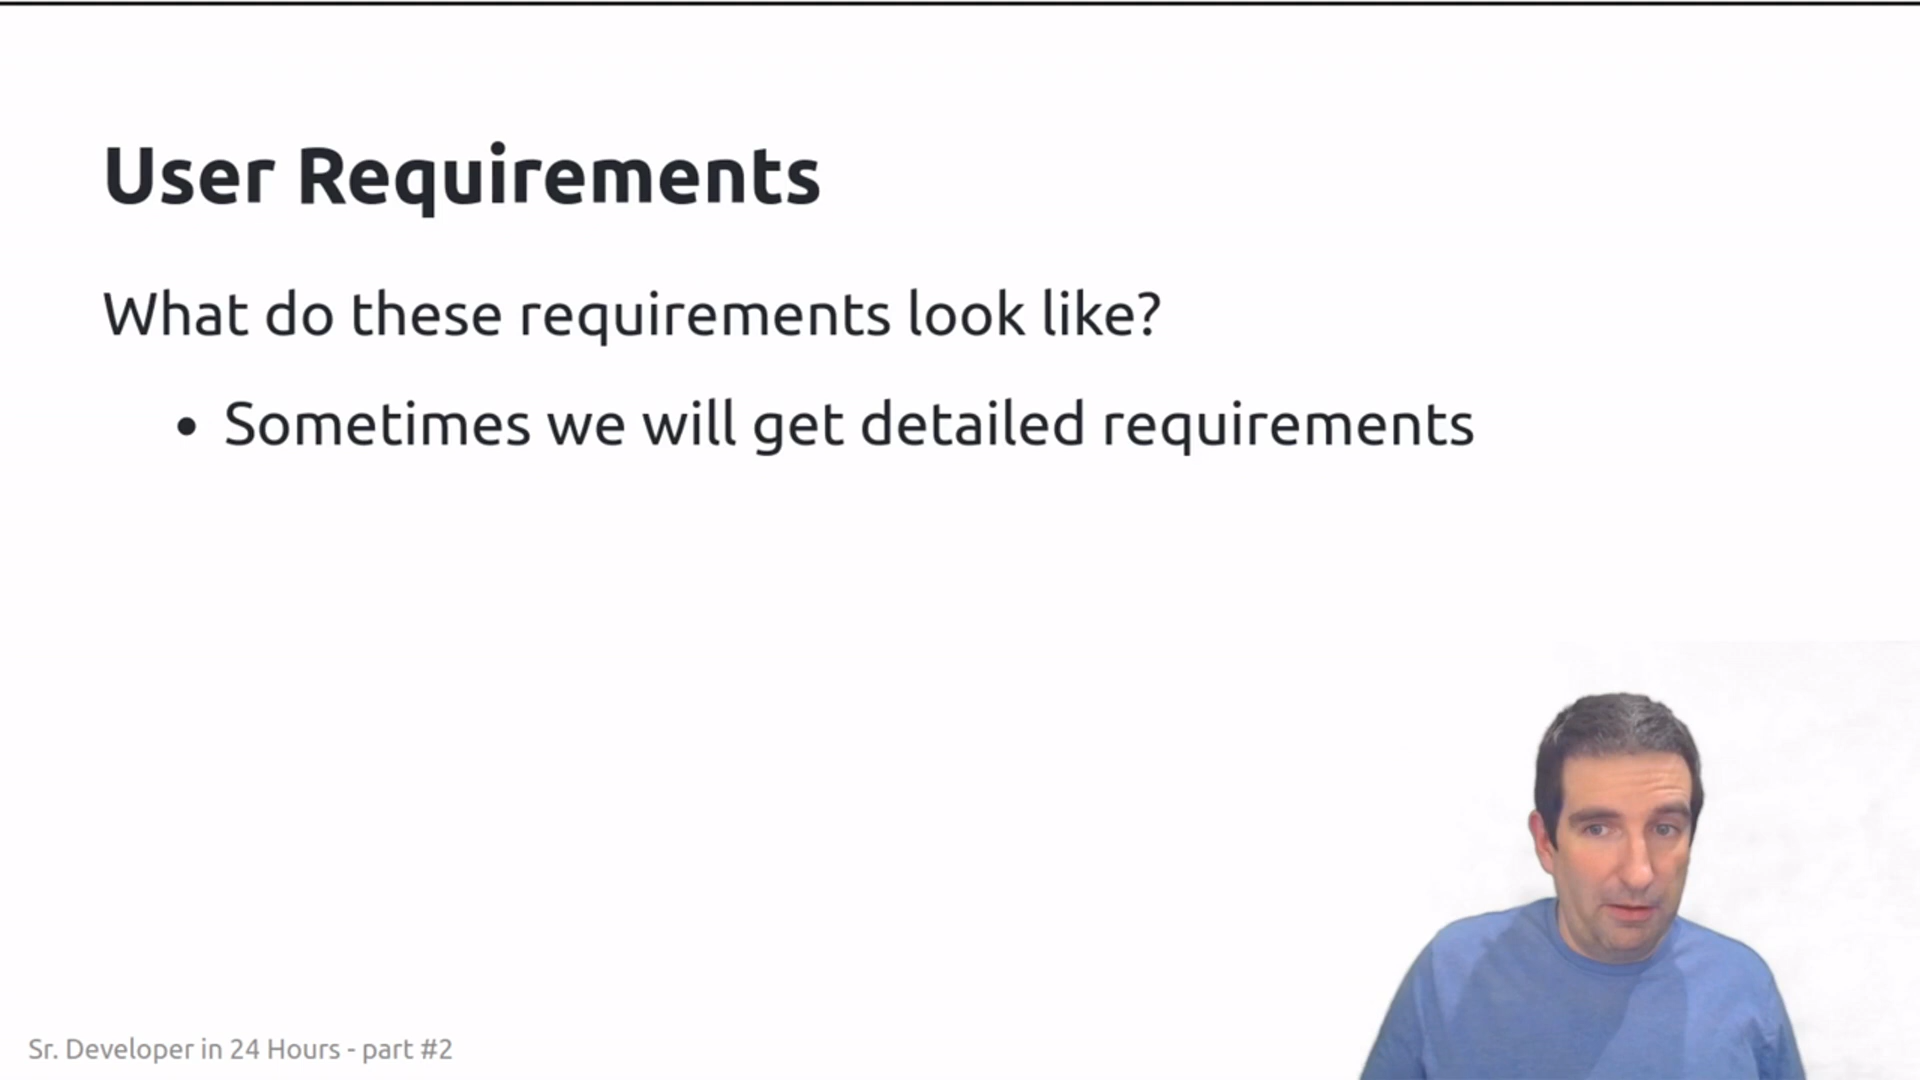 User Requirements
What do these requirements look like?
• Sometimes we will get detailed requirements
Sr. Developer in 24 Hours - part #2